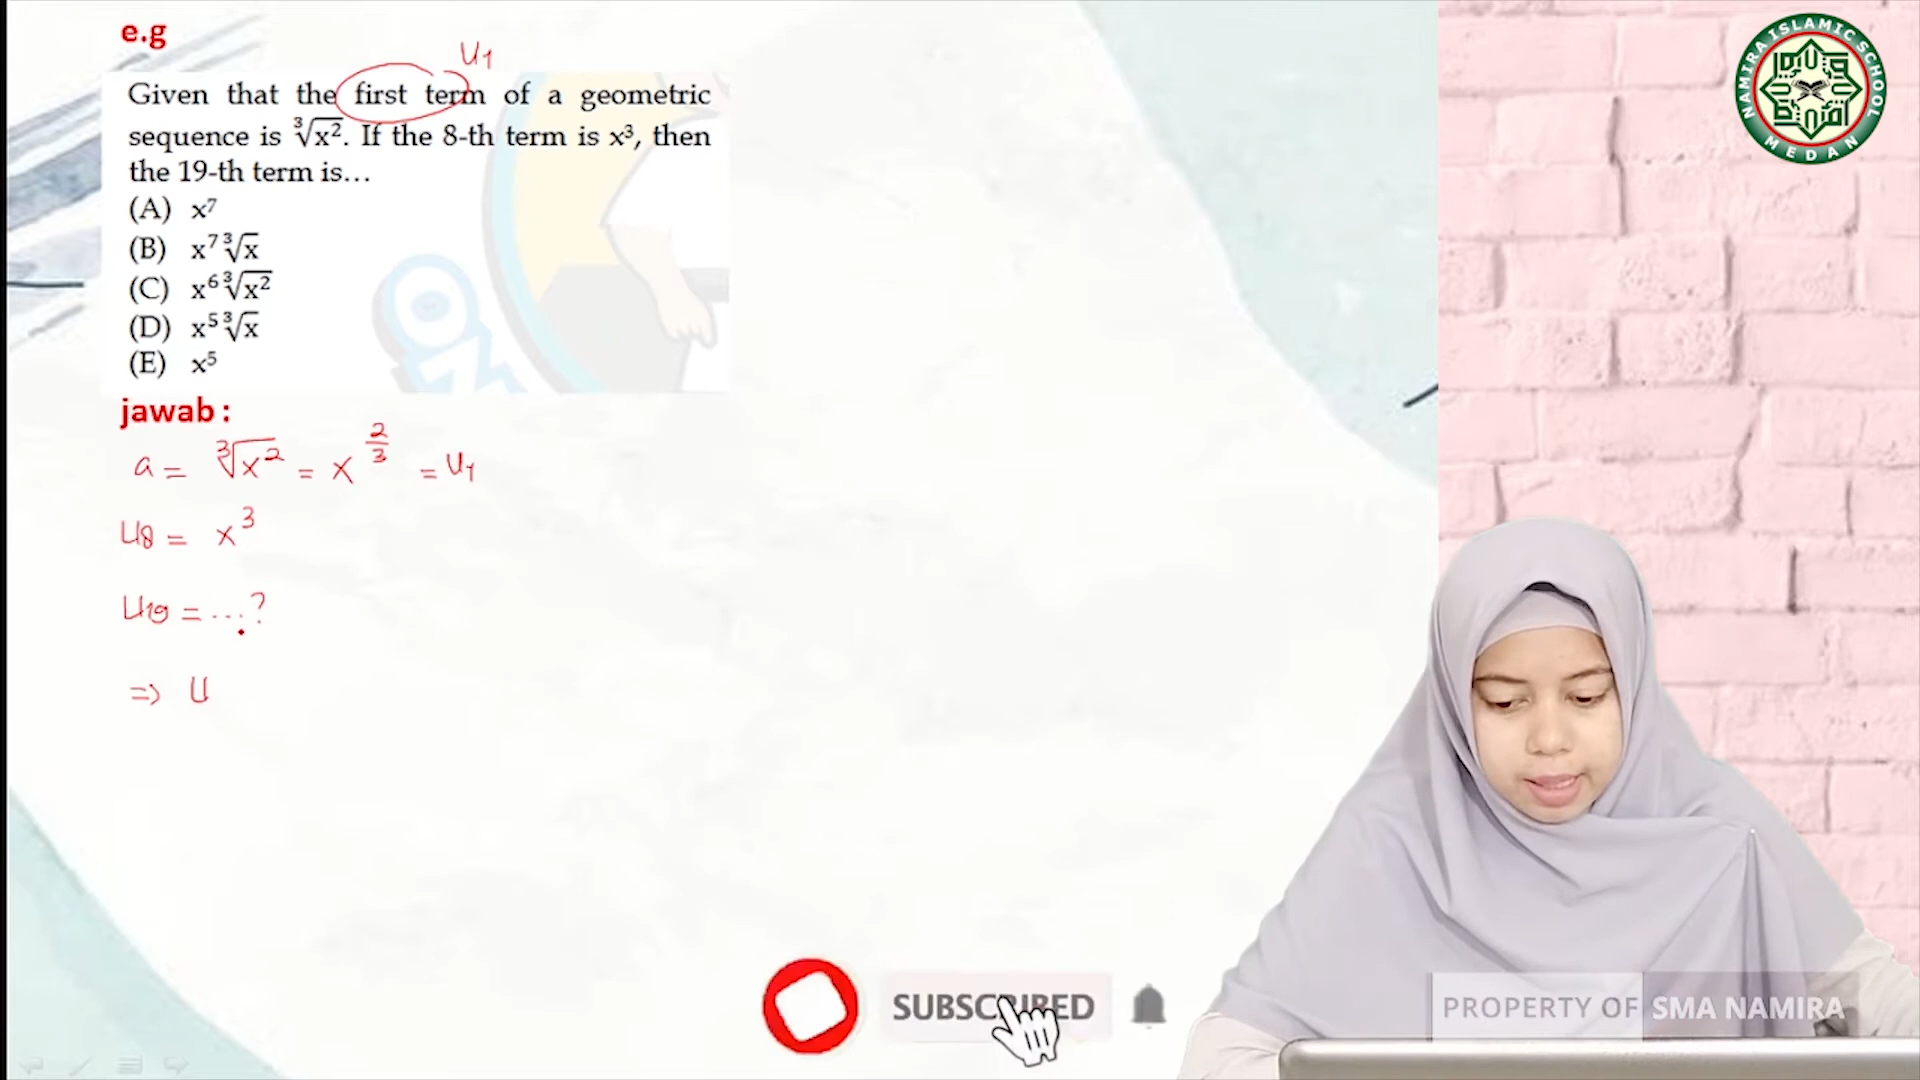 e.g
U₁
Given that the first term of a geometric
sequence is ∛x². If the 8-th term is x³, then
the 19-th term is…
(A) x⁷
(B) x⁷∛x
(C) x⁶∛x²
(D) x⁵∛x
(E) x⁵
jawab :
a = ∛x² = x^(2/3) = U₁
U₈ = x³
U₁₉ = ...?
=> U
NAMIRA ISLAMIC SCHOOL
MEDAN
SUBSCRIBED
PROPERTY OF SMA NAMIRA